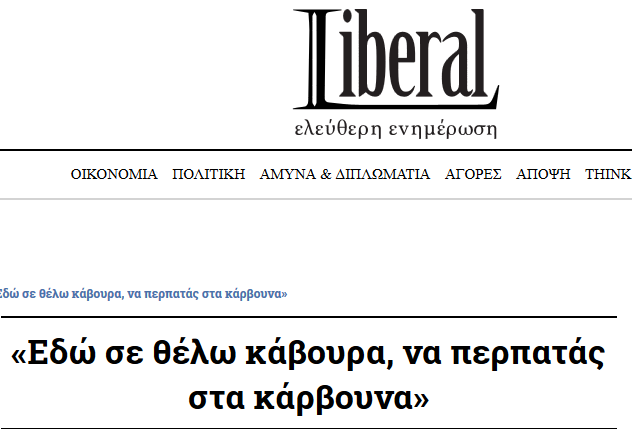 Liberal
ελεύθερη ενημέρωση
ΟΙΚΟΝΟΜΙΑ ΠΟΛΙΤΙΚΗ ΑΜΥΝΑ & ΔΙΠΛΩΜΑΤΙΑ ΑΓΟΡΕΣ ΑΠΟΨΗ THINK
Εδώ σε θέλω κάβουρα, να περπατάς στα κάρβουνα»
«Εδώ σε θέλω κάβουρα, να περπατάς
στα κάρβουνα»